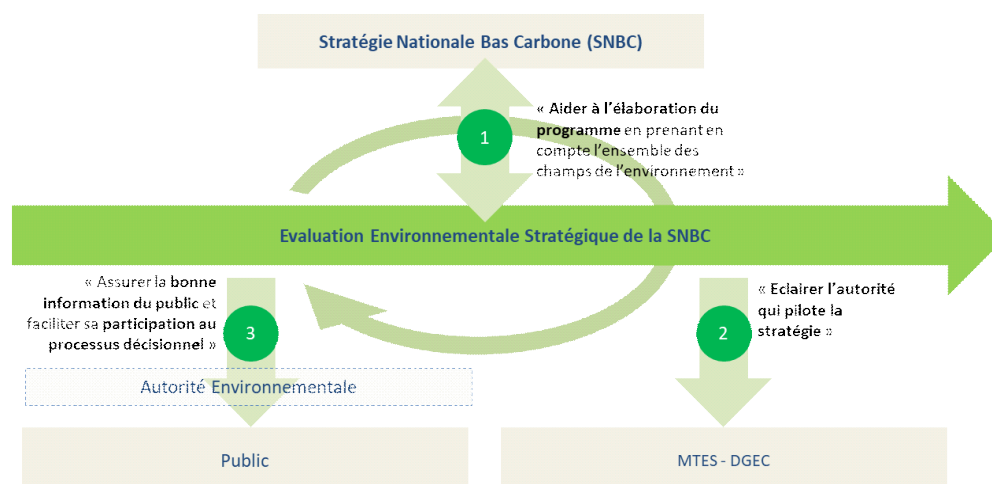 Stratégie Nationale Bas Carbone (SNBC)
1
« Aider à l'élaboration du
programme en prenant en
compte l'ensemble des
champs de l'environnement »
Evaluation Environnementale Stratégique de la SNBC
« Assurer la bonne
information du public et
faciliter sa participation au
processus décisionnel »
3
2
« Eclairer l'autorité
qui pilote la
stratégie »
Autorité Environnementale
Public
MTES - DGEC